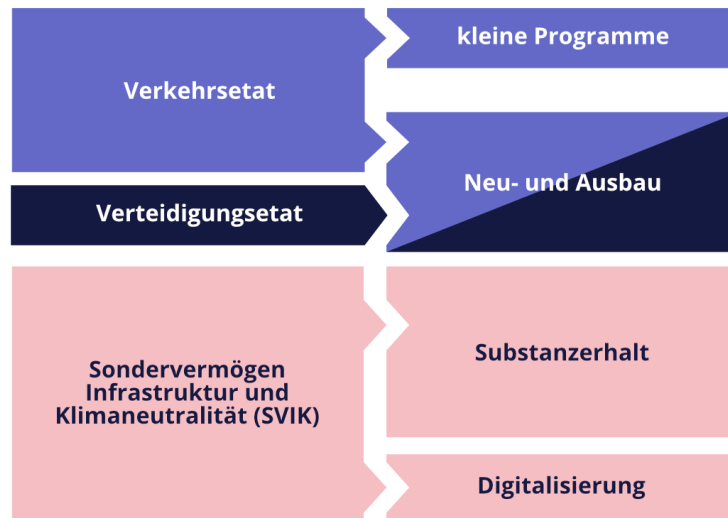 Verkehrsetat
kleine Programme
Verteidigungsetat
Neu- und Ausbau
Sondervermögen
Infrastruktur und
Klimaneutralität (SVIK)
Substanzerhalt
Digitalisierung